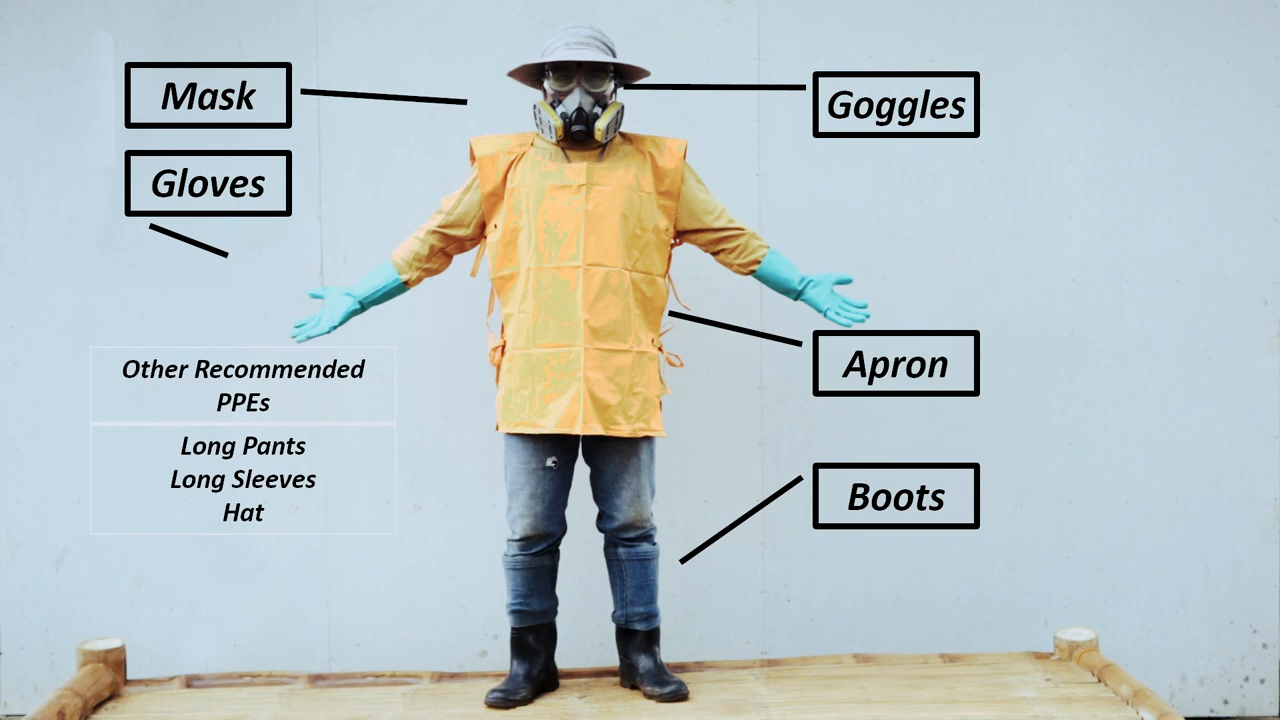 Mask
Goggles
Gloves
Apron
Other Recommended
PPEs
Long Pants
Long Sleeves
Hat
Boots